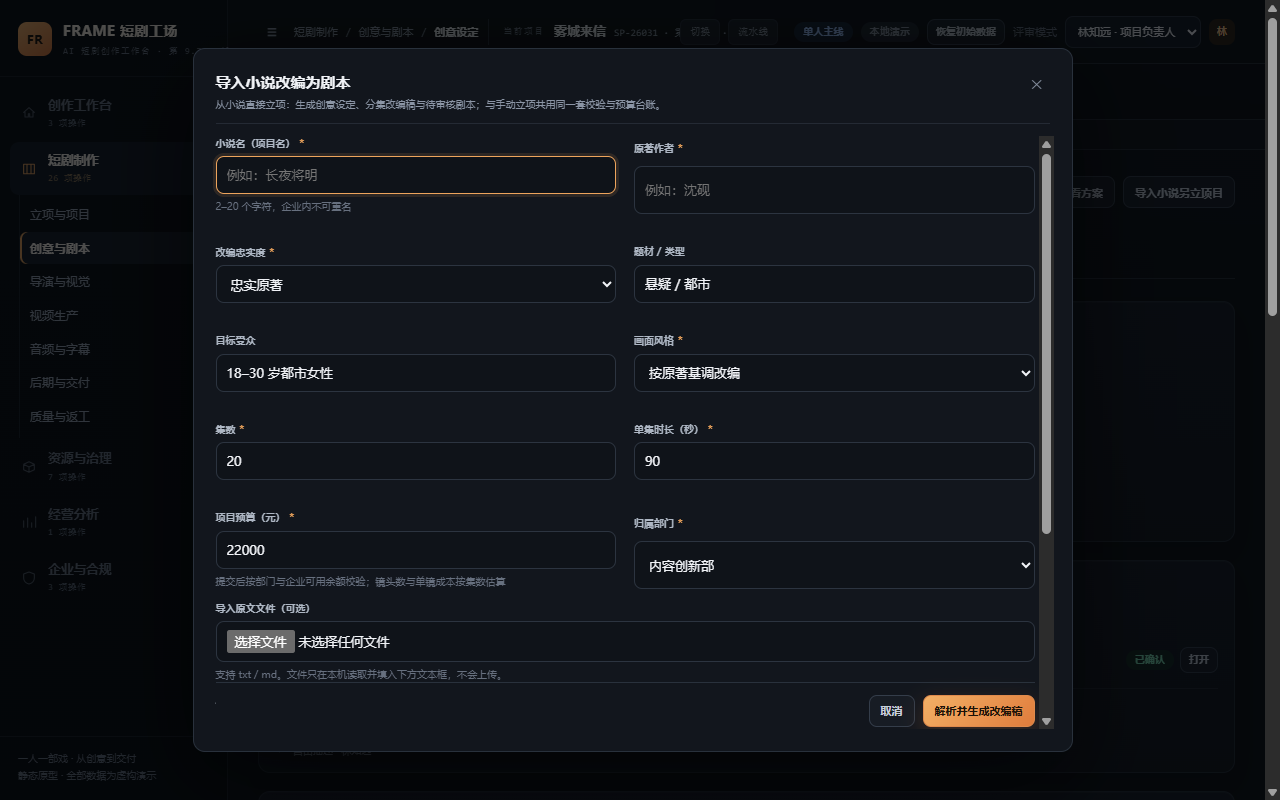 FR
FRAME 短剧工场
AI 短剧创作工作台 · 第 9
短剧制作 / 创意与剧本 / 创意设定
当前项目 雾城来信 SP-26031
切换
流水线
单人主线
本地演示
恢复初始数据
评审模式
林知远 · 项目负责人
林
创作工作台
3 项操作
短剧制作
26 项操作
立项与项目
创意与剧本
导演与视觉
视频生产
音频与字幕
后期与交付
质量与返工
资源与治理
7 项操作
经营分析
1 项操作
企业与合规
3 项操作
一人一部戏 · 从创意到交付
静态原型 · 全部数据为虚构演示
看方案
导入小说另立项目
已确认
打开
导入小说改编为剧本
从小说直接立项：生成创意设定、分集改编稿与待审核剧本；与手动立项共用同一套校验与预算台账。
小说名（项目名） *
例如：长夜将明
2–20 个字符，企业内不可重名
原著作者 *
例如：沈砚
改编忠实度 *
忠实原著
题材 / 类型
悬疑 / 都市
目标受众
18–30 岁都市女性
画面风格 *
按原著基调改编
集数 *
20
单集时长（秒） *
90
项目预算（元） *
22000
提交后按部门与企业可用余额校验；镜头数与单镜成本按集数估算
归属部门 *
内容创新部
导入原文文件（可选）
选择文件 未选择任何文件
支持 txt / md。文件只在本机读取并填入下方文本框，不会上传。
取消
解析并生成改编稿